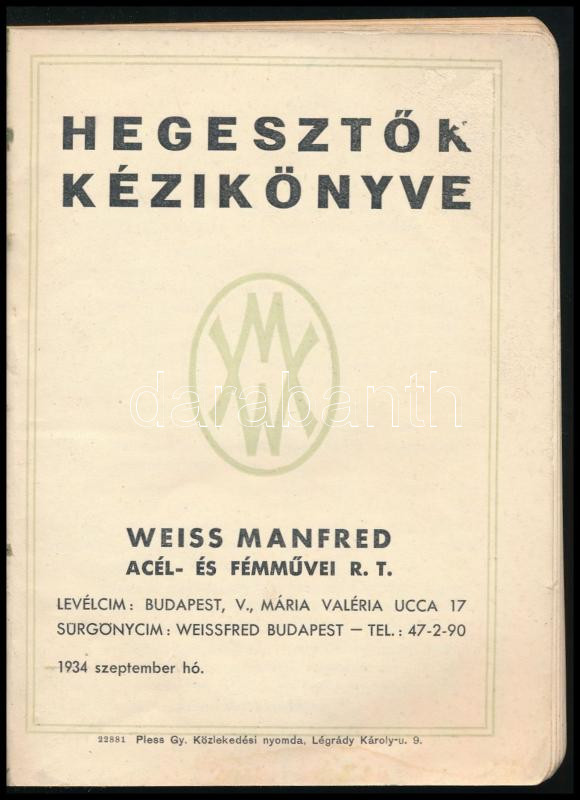 HEGESZTŐK
KÉZIKÖNYVE
MW
darabanth
WEISS MANFRED
ACÉL- ÉS FÉMMŰVEI R. T.
LEVÉLCIM: BUDAPEST, V., MÁRIA VALÉRIA UCCA 17
SÜRGÖNYCIM: WEISSFRED BUDAPEST — TEL.: 47-2-90
1934 szeptember hó.
22881 Pless Gy. Közlekedési nyomda, Légrády Károly-u. 9.